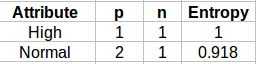 Attribute p n Entropy
High 1 1 1
Normal 2 1 0.918